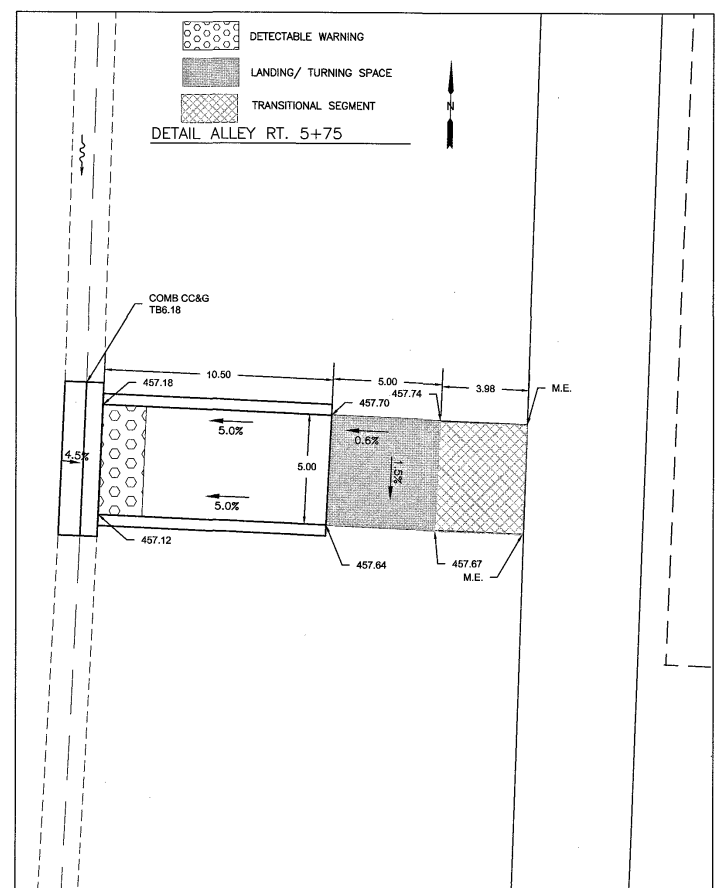 DETECTABLE WARNING
LANDING/ TURNING SPACE
TRANSITIONAL SEGMENT
N
DETAIL ALLEY RT. 5+75
COMB CC&G
TB6.18
10.50
5.00
3.98
457.18
457.74
457.70
M.E.
5.0%
0.6%
4.5%
5.00
1.5%
5.0%
457.12
457.64
457.67
M.E.